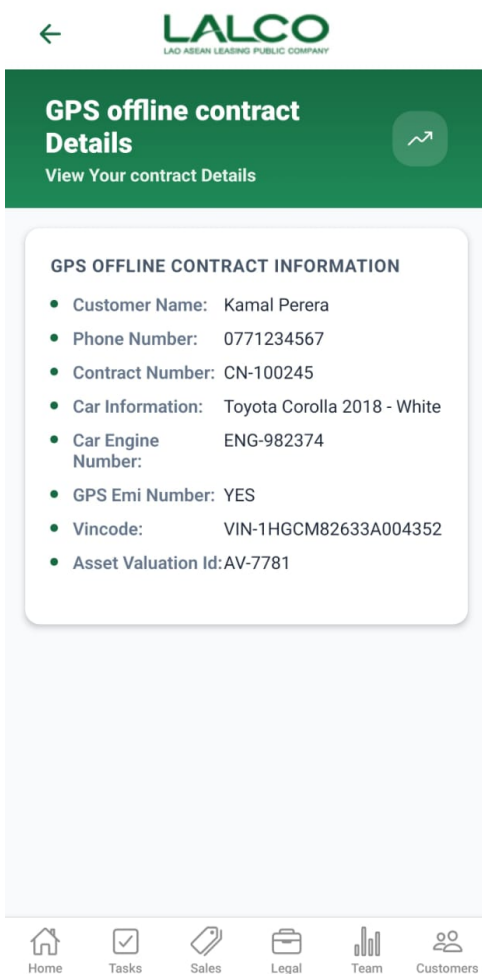 LALCO
LAO ASEAN LEASING PUBLIC COMPANY
GPS offline contract
Details
View Your contract Details
GPS OFFLINE CONTRACT INFORMATION
Customer Name: Kamal Perera
Phone Number: 0771234567
Contract Number: CN-100245
Car Information: Toyota Corolla 2018 - White
Car Engine ENG-982374
Number:
GPS Emi Number: YES
Vincode: VIN-1HGCM82633A004352
Asset Valuation Id: AV-7781
Home Tasks Sales Legal Team Customers